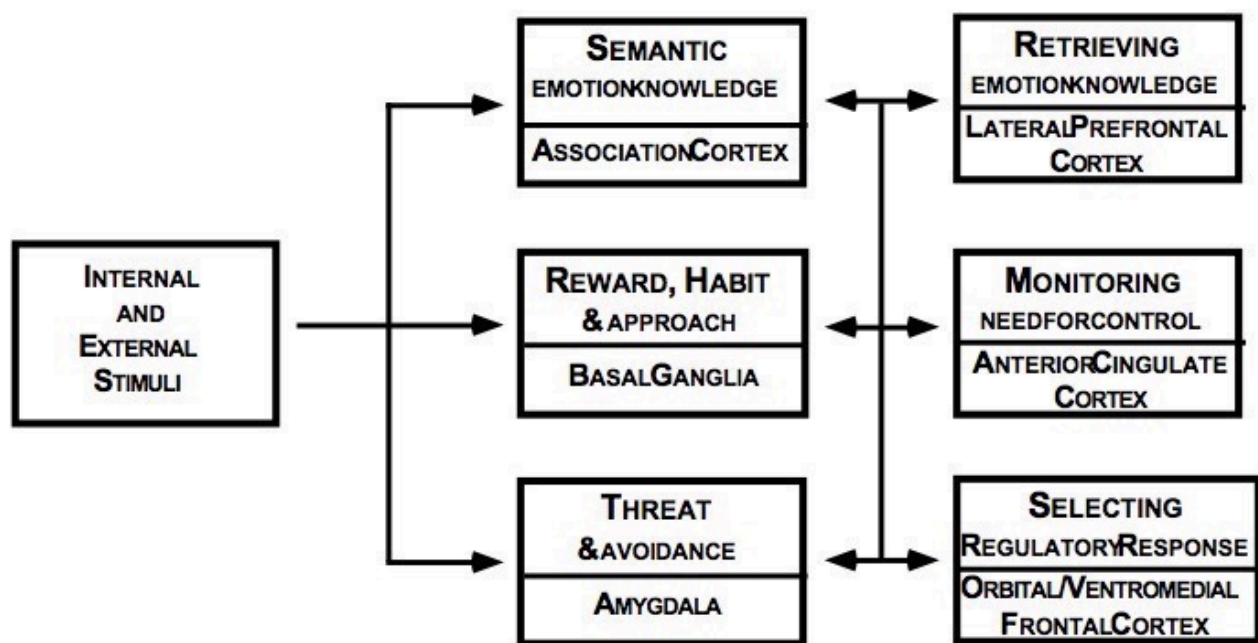 INTERNAL
AND
EXTERNAL
STIMULI
SEMANTIC
EMOTIONKNOWLEDGE
ASSOCIATIONCORTEX
REWARD, HABIT
& APPROACH
BASALGANGLIA
THREAT
&AVOIDANCE
AMYGDALA
RETRIEVING
EMOTIONKNOWLEDGE
LATERALPREFRONTAL
CORTEX
MONITORING
NEEDFORCONTROL
ANTERIORCINGULATE
CORTEX
SELECTING
REGULATORYRESPONSE
ORBITAL/VENTROMEDIAL
FRONTALCORTEX